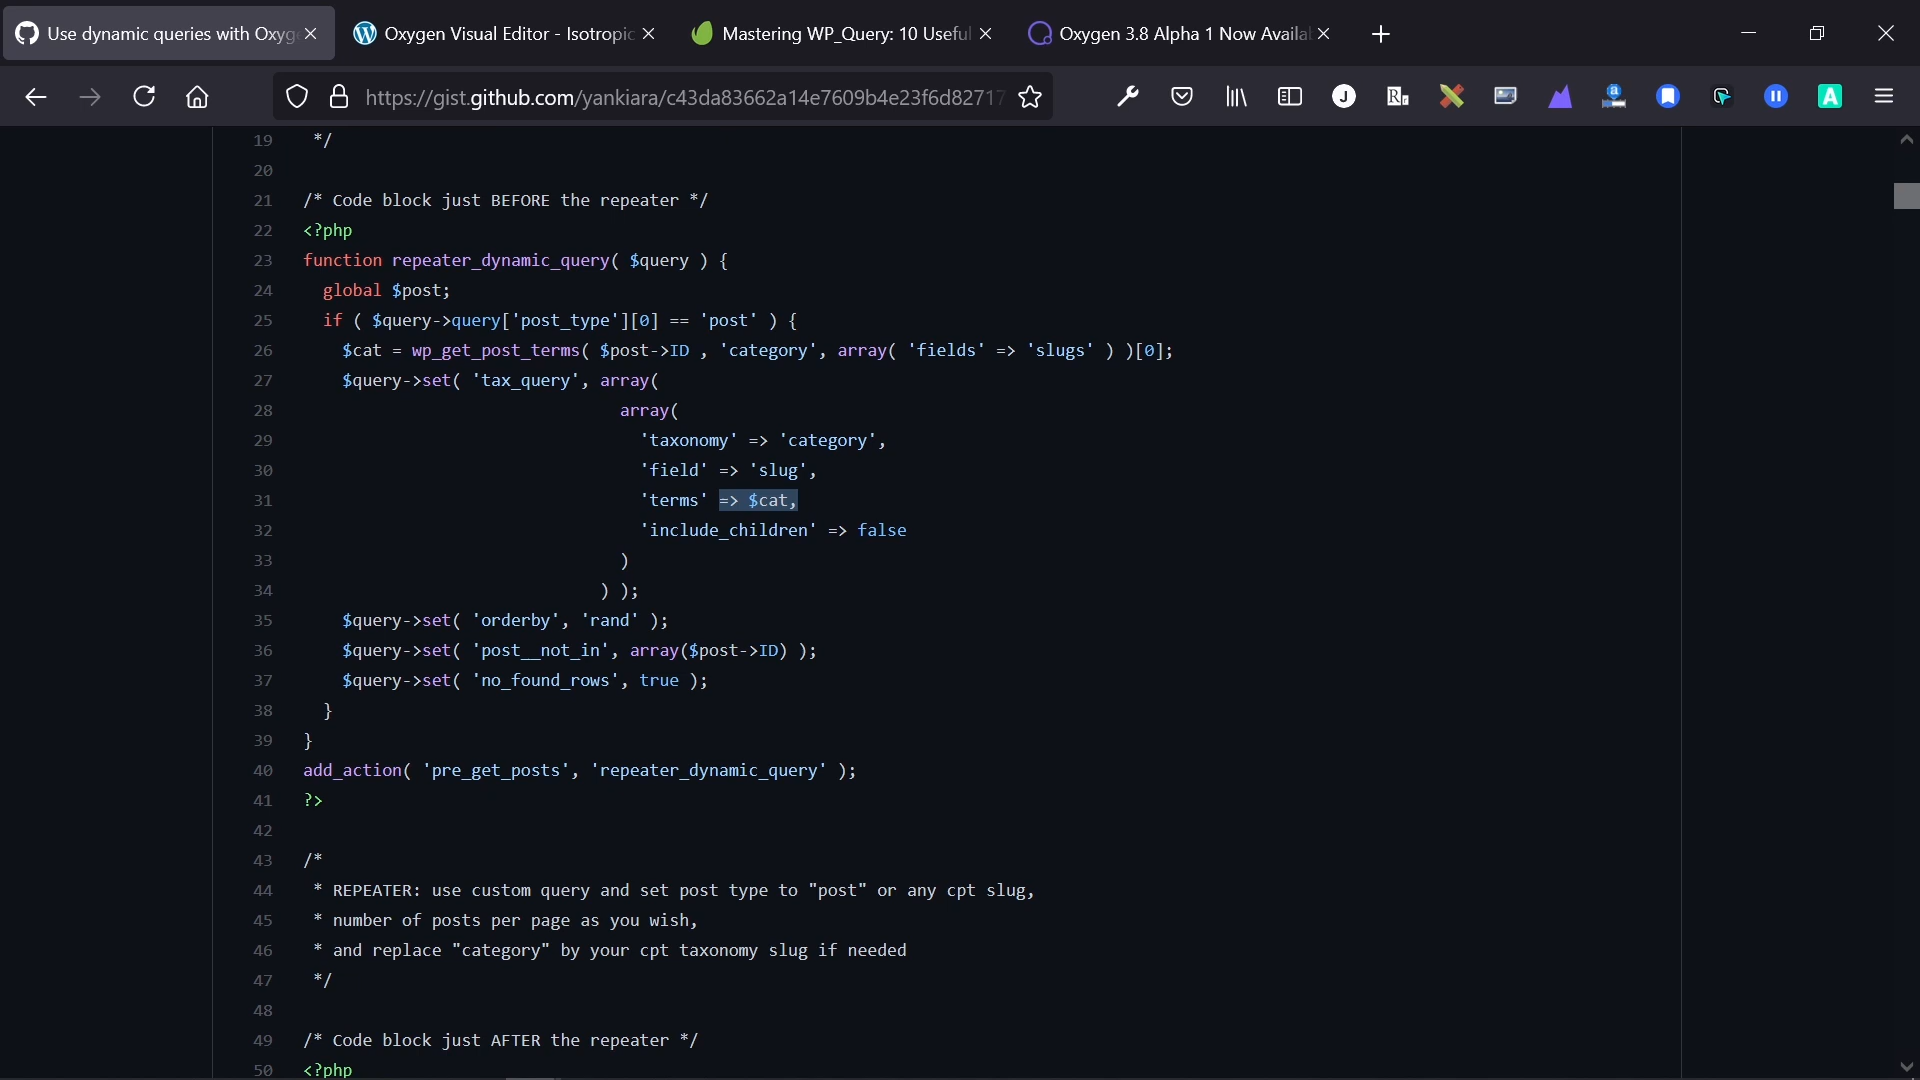 Use dynamic queries with Oxyg
Oxygen Visual Editor - Isotropic
Mastering WP_Query: 10 Useful
Oxygen 3.8 Alpha 1 Now Availa
https://gist.github.com/yankiara/c43da83662a14e7609b4e23f6d82717
19 */
20
21 /* Code block just BEFORE the repeater */
22 <?php
23 function repeater_dynamic_query( $query ) {
24 global $post;
25 if ( $query->query['post_type'][0] == 'post' ) {
26 $cat = wp_get_post_terms( $post->ID , 'category', array( 'fields' => 'slugs' ) )[0];
27 $query->set( 'tax_query', array(
28 array(
29 'taxonomy' => 'category',
30 'field' => 'slug',
31 'terms' => $cat,
32 'include_children' => false
33 )
34 ) );
35 $query->set( 'orderby', 'rand' );
36 $query->set( 'post__not_in', array($post->ID) );
37 $query->set( 'no_found_rows', true );
38 }
39 }
40 add_action( 'pre_get_posts', 'repeater_dynamic_query' );
41 ?>
42
43 /*
44 * REPEATER: use custom query and set post type to "post" or any cpt slug,
45 * number of posts per page as you wish,
46 * and replace "category" by your cpt taxonomy slug if needed
47 */
48
49 /* Code block just AFTER the repeater */
50 <?php